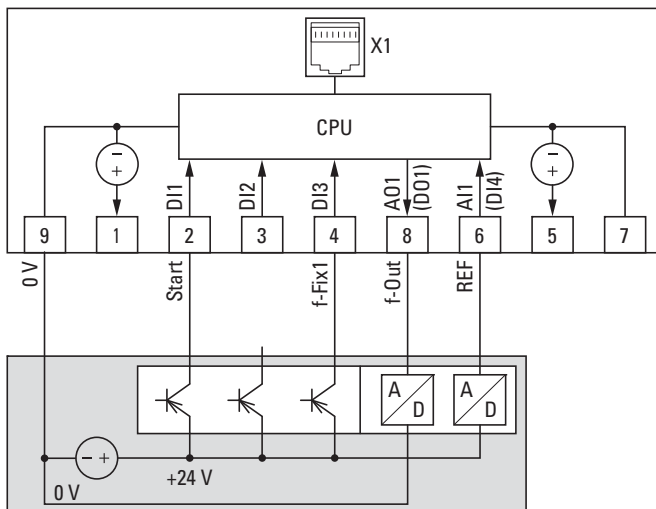 X1
CPU
− +
− +
DI1
DI2
DI3
AO1
(DO1)
AI1
(DI4)
9
1
2
3
4
8
6
5
7
0 V
Start
f-Fix1
f-Out
REF
A
D
A
D
− +
+24 V
0 V